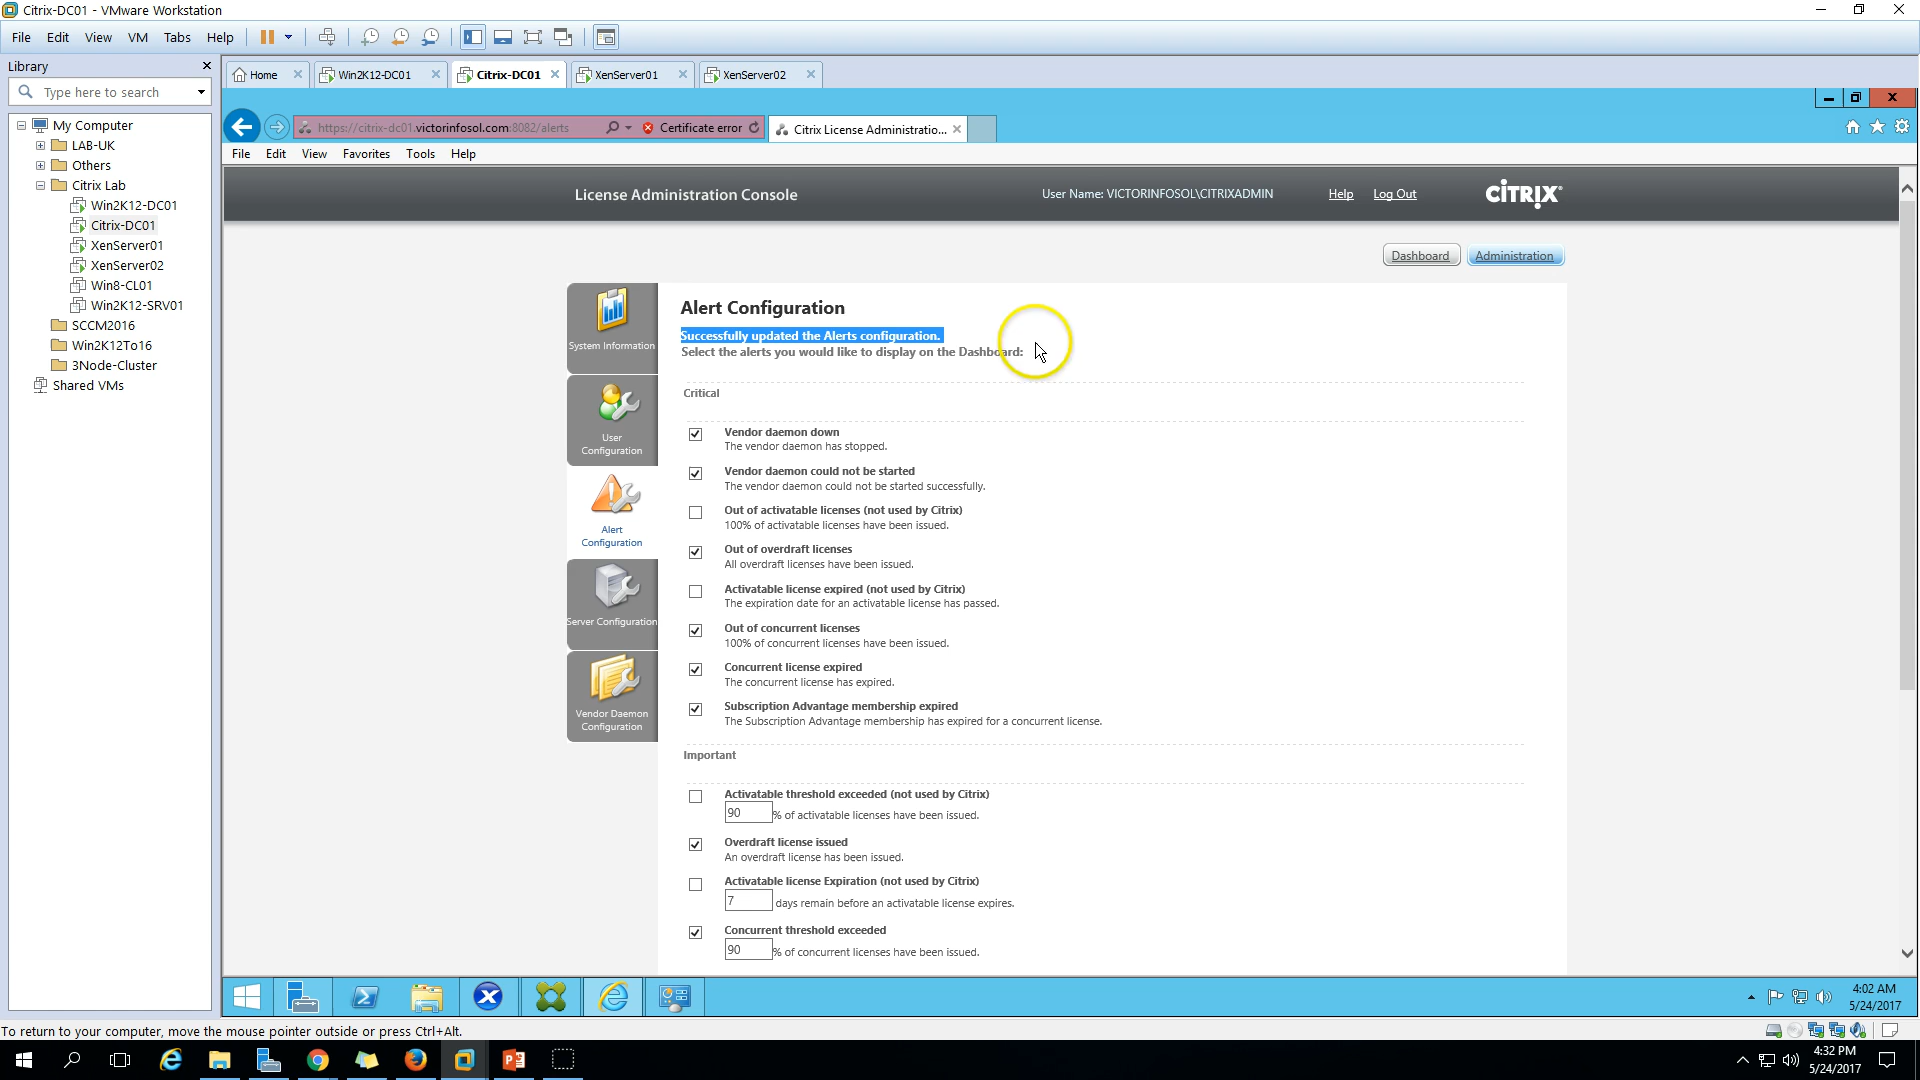 Citrix-DC01 - VMware Workstation
File Edit View VM Tabs Help
Library
Type here to search
My Computer
LAB-UK
Others
Citrix Lab
Win2K12-DC01
Citrix-DC01
XenServer01
XenServer02
Win8-CL01
Win2K12-SRV01
SCCM2016
Win2K12To16
3Node-Cluster
Shared VMs
Home Win2K12-DC01 Citrix-DC01 XenServer01 XenServer02
https://citrix-dc01.victorinfosol.com:8082/alerts Certificate error Citrix License Administratio...
File Edit View Favorites Tools Help
License Administration Console User Name: VICTORINFOSOL\CITRIXADMIN Help Log Out CITRIX
Dashboard Administration
System Information
User
Configuration
Alert
Configuration
Server Configuration
Vendor Daemon
Configuration
Alert Configuration
Successfully updated the Alerts configuration.
Select the alerts you would like to display on the Dashboard:
Critical
Vendor daemon down
The vendor daemon has stopped.
Vendor daemon could not be started
The vendor daemon could not be started successfully.
Out of activatable licenses (not used by Citrix)
100% of activatable licenses have been issued.
Out of overdraft licenses
All overdraft licenses have been issued.
Activatable license expired (not used by Citrix)
The expiration date for an activatable license has passed.
Out of concurrent licenses
100% of concurrent licenses have been issued.
Concurrent license expired
The concurrent license has expired.
Subscription Advantage membership expired
The Subscription Advantage membership has expired for a concurrent license.
Important
Activatable threshold exceeded (not used by Citrix)
90 % of activatable licenses have been issued.
Overdraft license issued
An overdraft license has been issued.
Activatable license Expiration (not used by Citrix)
7 days remain before an activatable license expires.
Concurrent threshold exceeded
90 % of concurrent licenses have been issued.
4:02 AM
5/24/2017
To return to your computer, move the mouse pointer outside or press Ctrl+Alt.
4:32 PM
5/24/2017